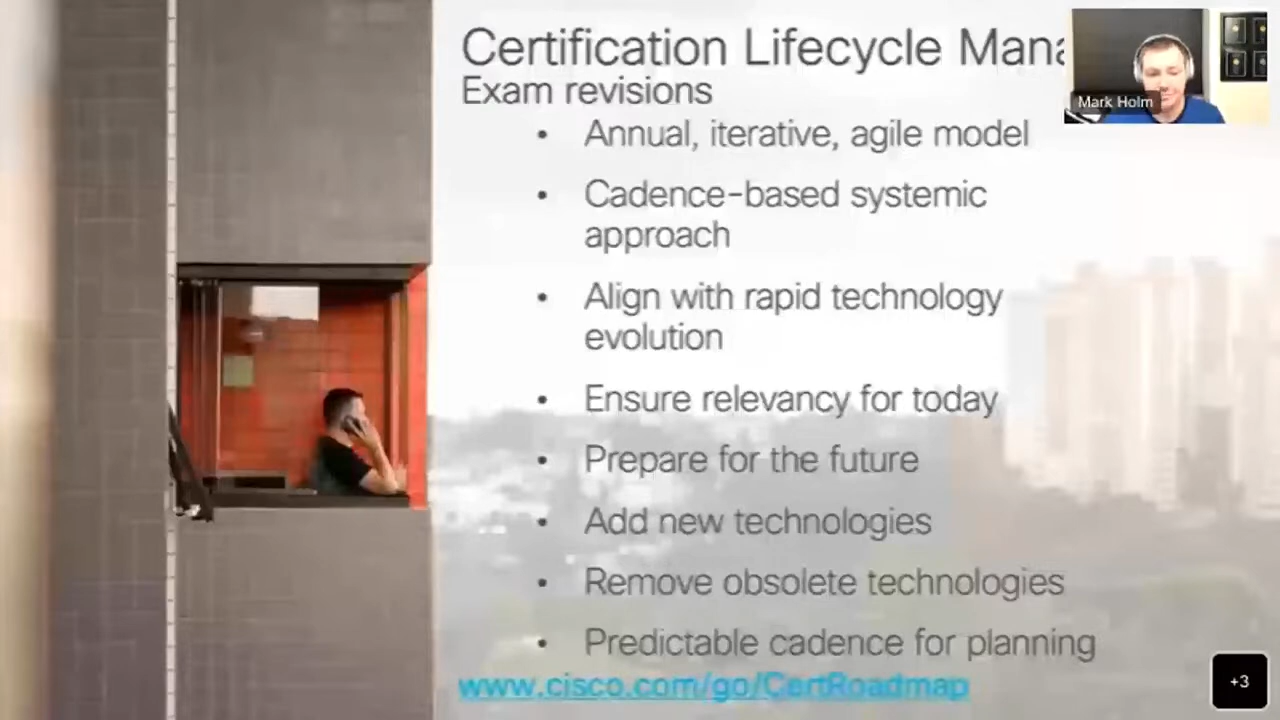 Certification Lifecycle
Exam revisions
Mark Holm
• Annual, iterative, agile model
• Cadence-based systemic
approach
• Align with rapid technology
evolution
• Ensure relevancy for today
• Prepare for the future
• Add new technologies
• Remove obsolete technologies
• Predictable cadence for planning
www.cisco.com/go/CertRoadmap
+3